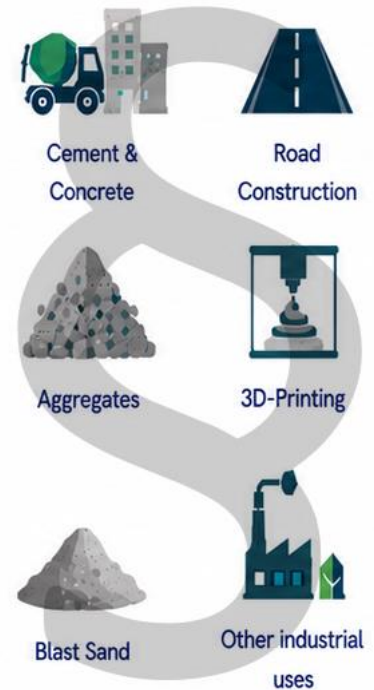 Cement &
Concrete
Road
Construction
Aggregates
3D-Printing
Blast Sand
Other industrial
uses